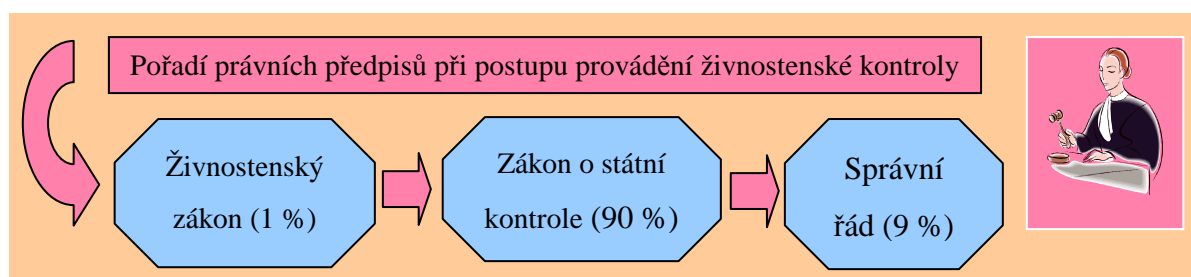 Pořadí právních předpisů při postupu provádění živnostenské kontroly
Živnostenský
zákon (1 %)
Zákon o státní
kontrole (90 %)
Správní
řád (9 %)